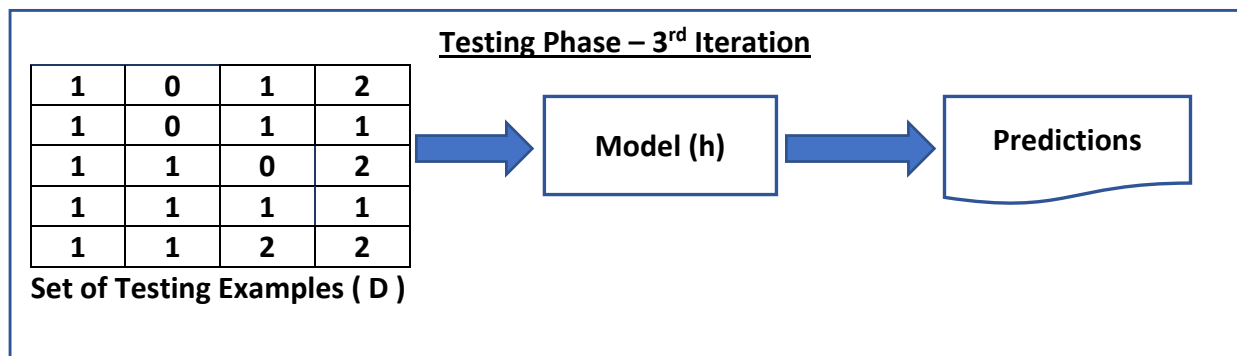 Testing Phase – 3rd Iteration
1 0 1 2
1 0 1 1
1 1 0 2
1 1 1 1
1 1 2 2
Model (h)
Predictions
Set of Testing Examples ( D )